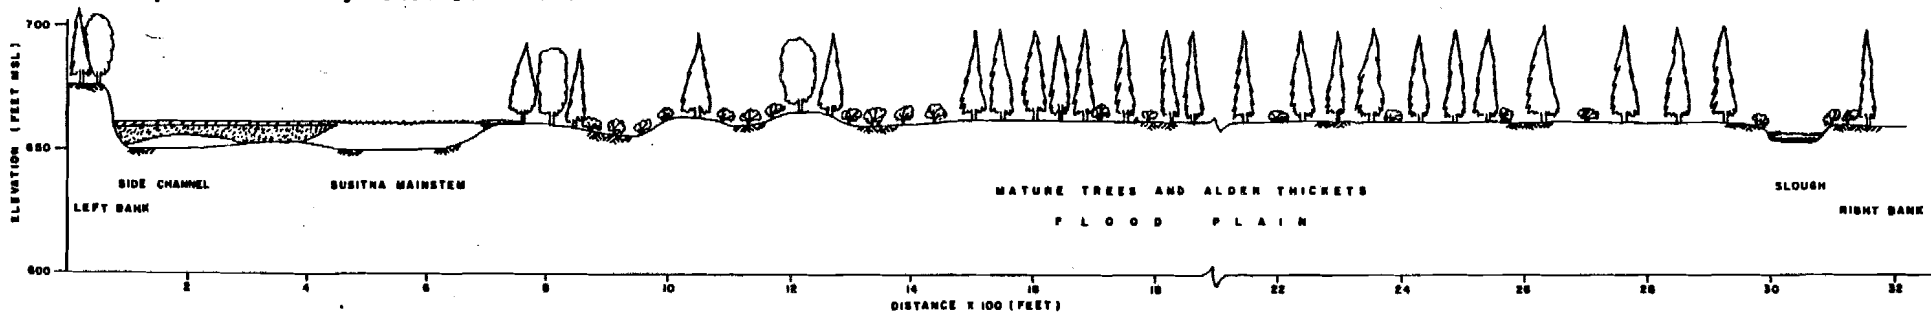 700
650
600
ELEVATION (FEET MSL)
SIDE CHANNEL
SUSITNA MAINSTEM
LEFT BANK
MATURE TREES AND ALDER THICKETS
FLOOD PLAIN
SLOUGH
RIGHT BANK
2 4 6 8 10 12 14 16 18 22 24 26 28 30 32
DISTANCE X 100 (FEET)